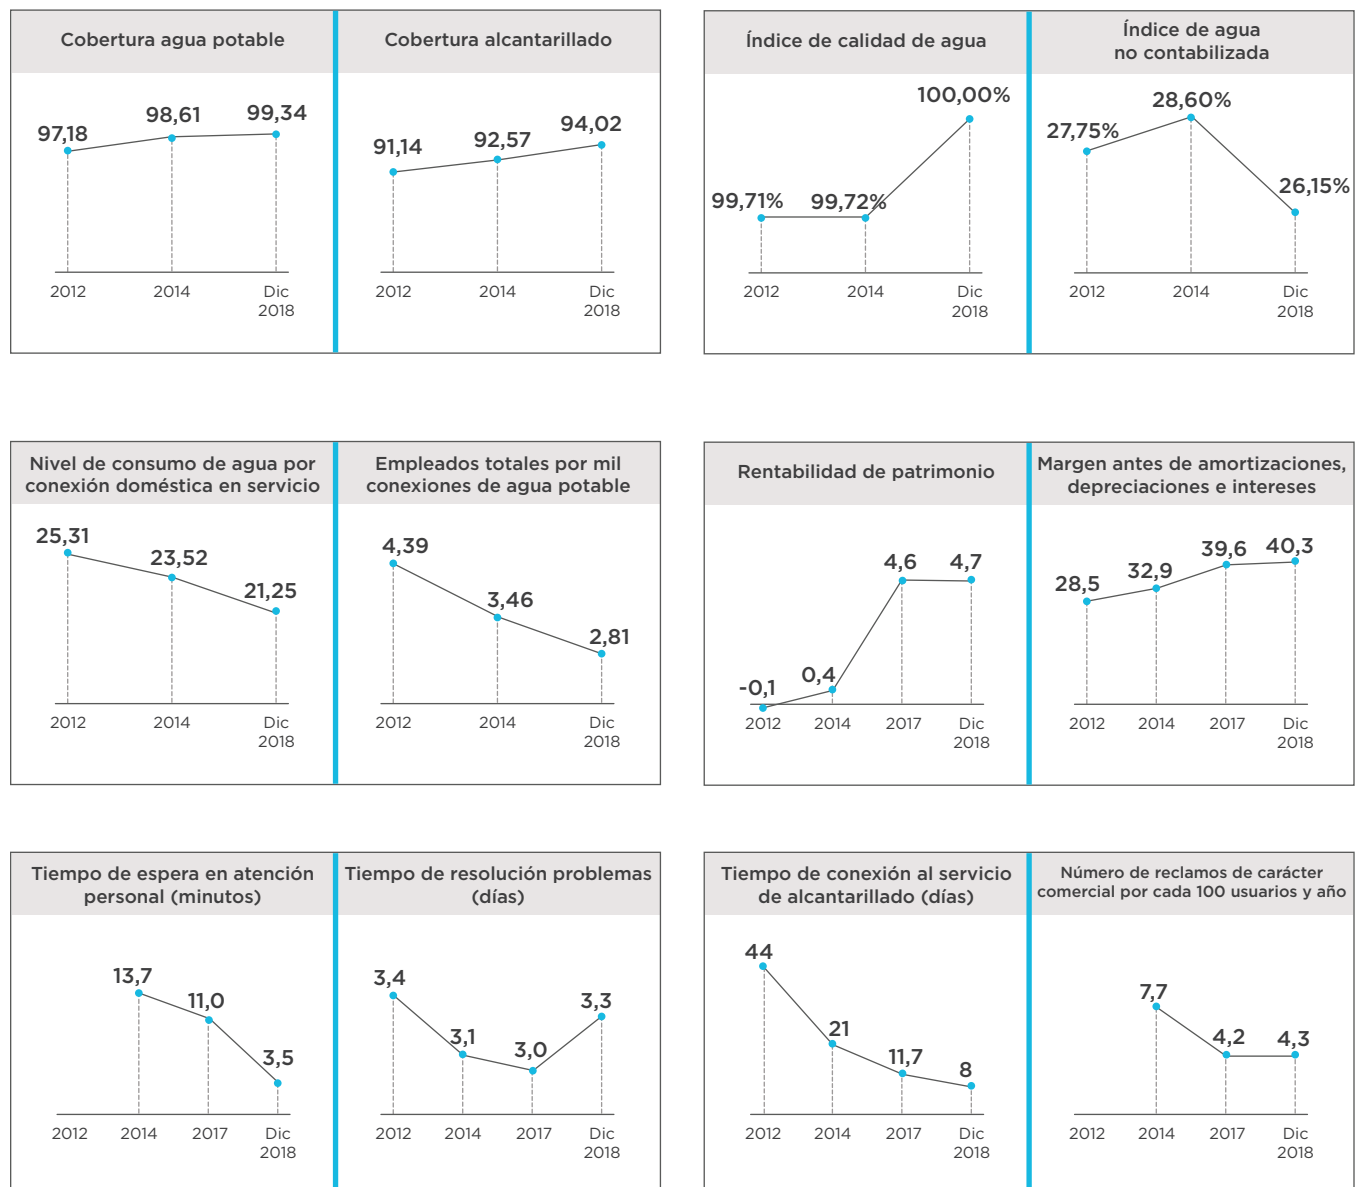 Cobertura agua potable
97,18
98,61
99,34
2012
2014
Dic
2018
Cobertura alcantarillado
91,14
92,57
94,02
2012
2014
Dic
2018
Índice de calidad de agua
99,71%
99,72%
100,00%
2012
2014
Dic
2018
Índice de agua
no contabilizada
27,75%
28,60%
26,15%
2012
2014
Dic
2018
Nivel de consumo de agua por
conexión doméstica en servicio
25,31
23,52
21,25
2012
2014
Dic
2018
Empleados totales por mil
conexiones de agua potable
4,39
3,46
2,81
2012
2014
Dic
2018
Rentabilidad de patrimonio
-0,1
0,4
4,6
4,7
2012
2014
2017
Dic
2018
Margen antes de amortizaciones,
depreciaciones e intereses
28,5
32,9
39,6
40,3
2012
2014
2017
Dic
2018
Tiempo de espera en atención
personal (minutos)
13,7
11,0
3,5
2012
2014
2017
Dic
2018
Tiempo de resolución problemas
(días)
3,4
3,1
3,0
3,3
2012
2014
2017
Dic
2018
Tiempo de conexión al servicio
de alcantarillado (días)
44
21
11,7
8
2012
2014
2017
Dic
2018
Número de reclamos de carácter
comercial por cada 100 usuarios y año
7,7
4,2
4,3
2012
2014
2017
Dic
2018